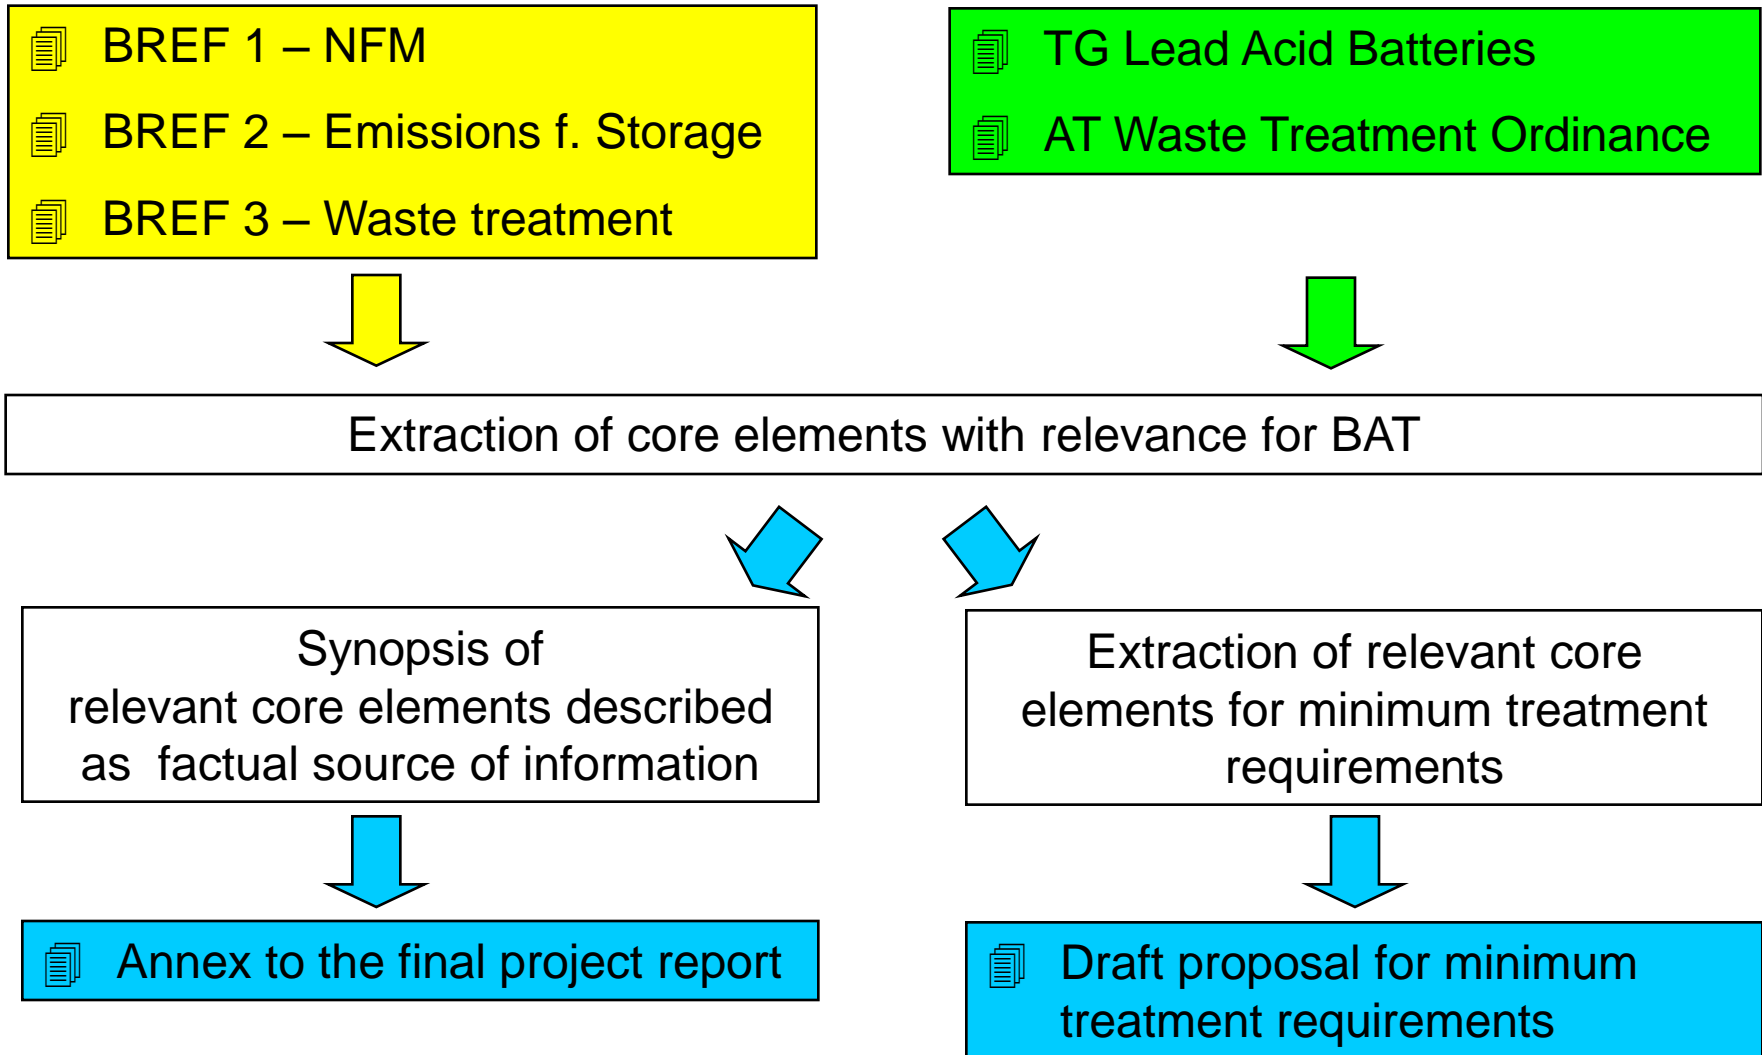 BREF 1 – NFM
BREF 2 – Emissions f. Storage
BREF 3 – Waste treatment
TG Lead Acid Batteries
AT Waste Treatment Ordinance
Extraction of core elements with relevance for BAT
Synopsis of
relevant core elements described
as factual source of information
Extraction of relevant core
elements for minimum treatment
requirements
Annex to the final project report
Draft proposal for minimum
treatment requirements